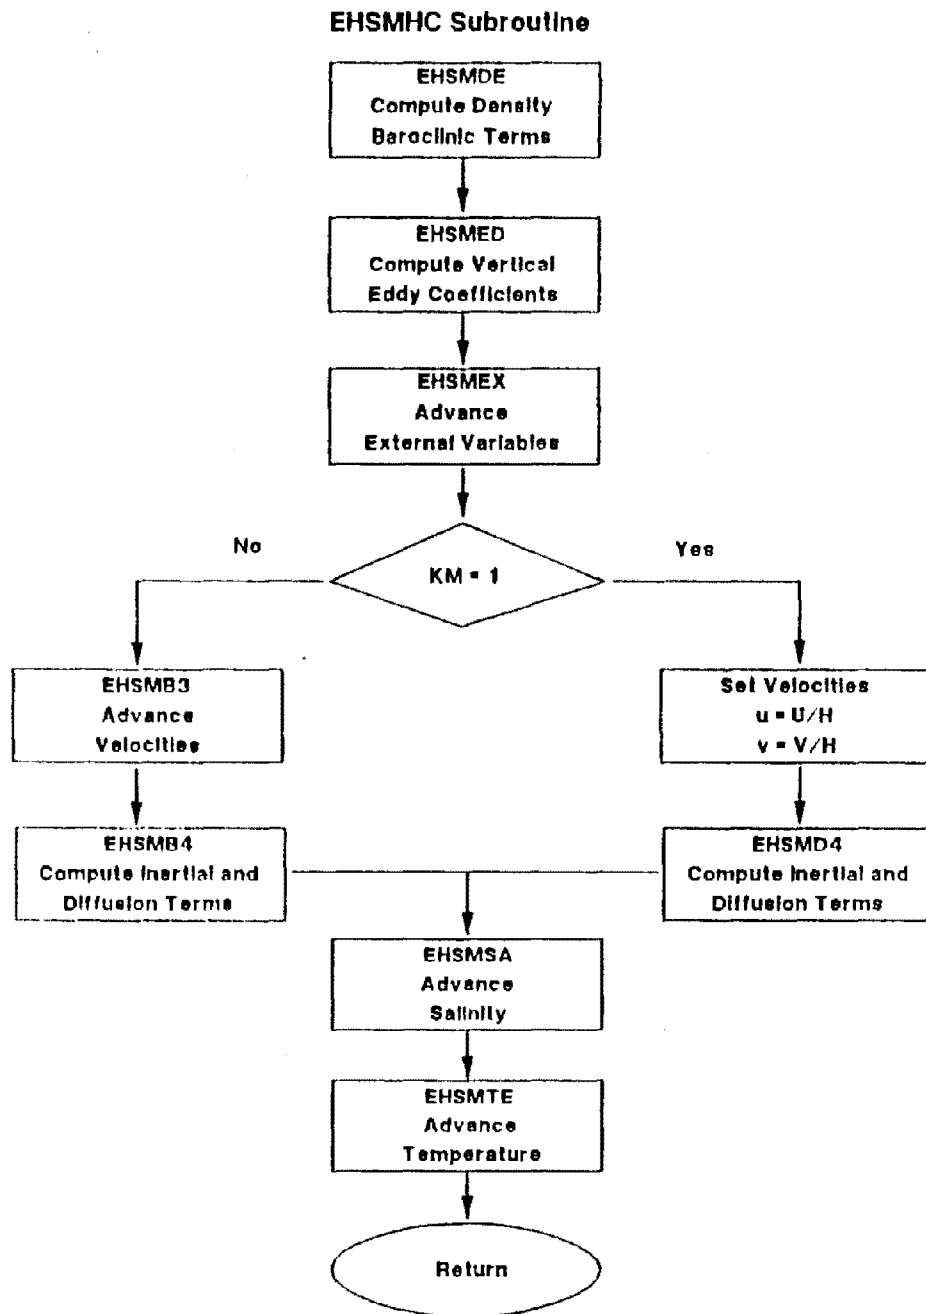 EHSMHC Subroutine
EHSMDE
Compute Density
Baroclinic Terms
EHSMED
Compute Vertical
Eddy Coefficients
EHSMEX
Advance
External Variables
KM = 1
No
Yes
EHSMB3
Advance
Velocities
Set Velocities
u = U/H
v = V/H
EHSMB4
Compute Inertial and
Diffusion Terms
EHSMD4
Compute Inertial and
Diffusion Terms
EHSMSA
Advance
Salinity
EHSMTE
Advance
Temperature
Return